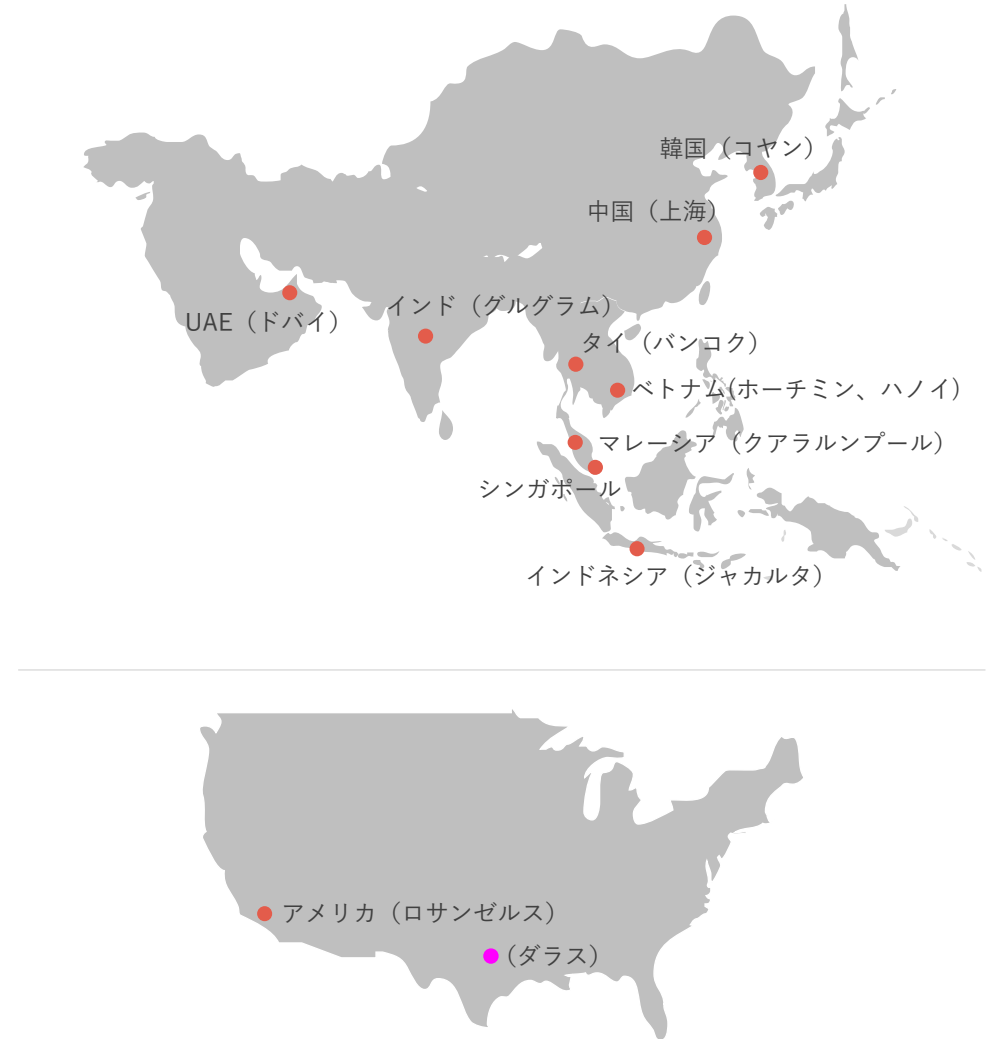 韓国（コヤン）
中国（上海）
インド（グルグラム）
UAE（ドバイ）
タイ（バンコク）
ベトナム(ホーチミン、ハノイ)
マレーシア（クアラルンプール）
シンガポール
インドネシア（ジャカルタ）
アメリカ（ロサンゼルス）
(ダラス)